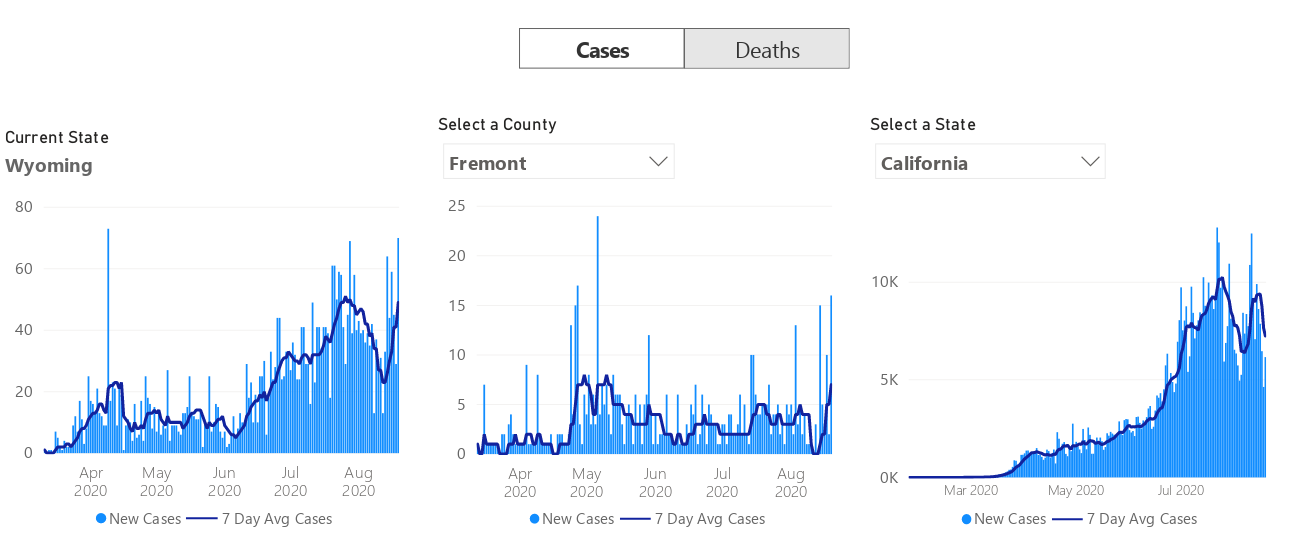 Cases Deaths
Current State
Wyoming
80
60
40
20
0
Apr 2020
May 2020
Jun 2020
Jul 2020
Aug 2020
New Cases 7 Day Avg Cases
Select a County
Fremont
25
20
15
10
5
0
Apr 2020
May 2020
Jun 2020
Jul 2020
Aug 2020
New Cases 7 Day Avg Cases
Select a State
California
10K
5K
0K
Mar 2020 May 2020 Jul 2020
New Cases 7 Day Avg Cases